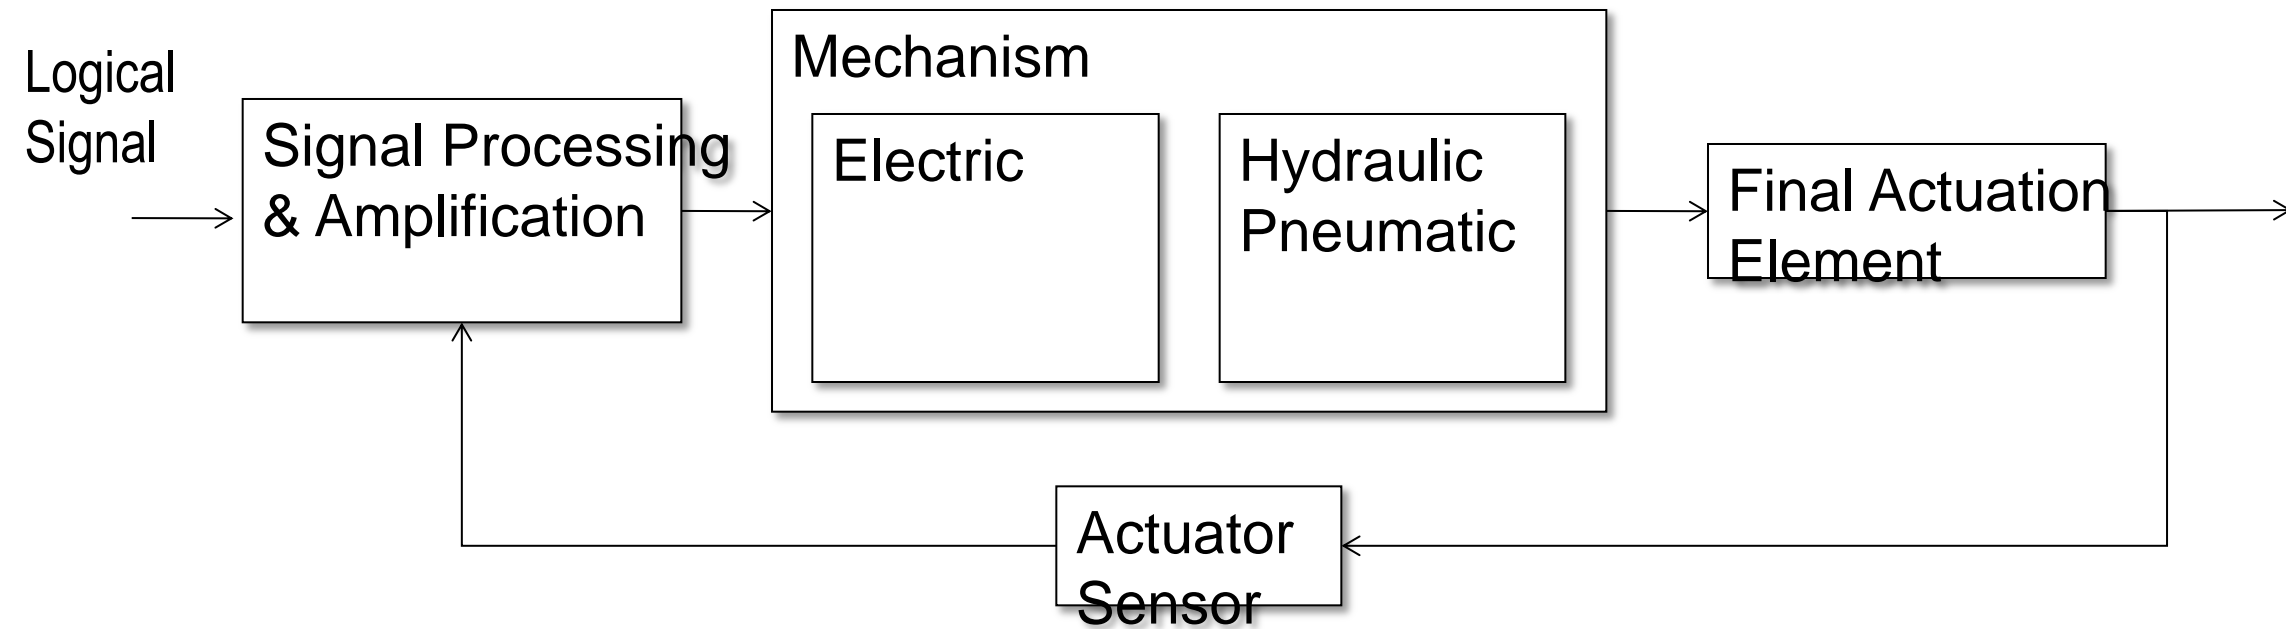 Logical
Signal
Signal Processing
& Amplification
Mechanism
Electric
Hydraulic
Pneumatic
Final Actuation
Element
Actuator
Sensor